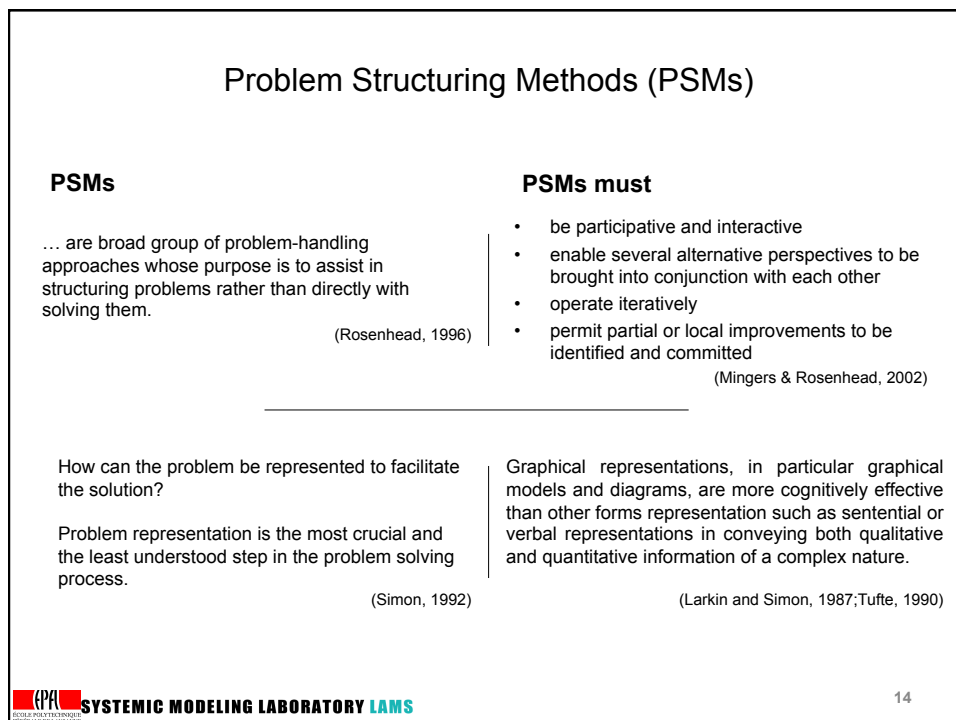 Problem Structuring Methods (PSMs)
PSMs
… are broad group of problem-handling
approaches whose purpose is to assist in
structuring problems rather than directly with
solving them.
(Rosenhead, 1996)
PSMs must
• be participative and interactive
• enable several alternative perspectives to be
brought into conjunction with each other
• operate iteratively
• permit partial or local improvements to be
identified and committed
(Mingers & Rosenhead, 2002)
How can the problem be represented to facilitate
the solution?
Problem representation is the most crucial and
the least understood step in the problem solving
process.
(Simon, 1992)
Graphical representations, in particular graphical
models and diagrams, are more cognitively effective
than other forms representation such as sentential or
verbal representations in conveying both qualitative
and quantitative information of a complex nature.
(Larkin and Simon, 1987;Tufte, 1990)
EPFL
ÉCOLE POLYTECHNIQUE
SYSTEMIC MODELING LABORATORY LAMS
14